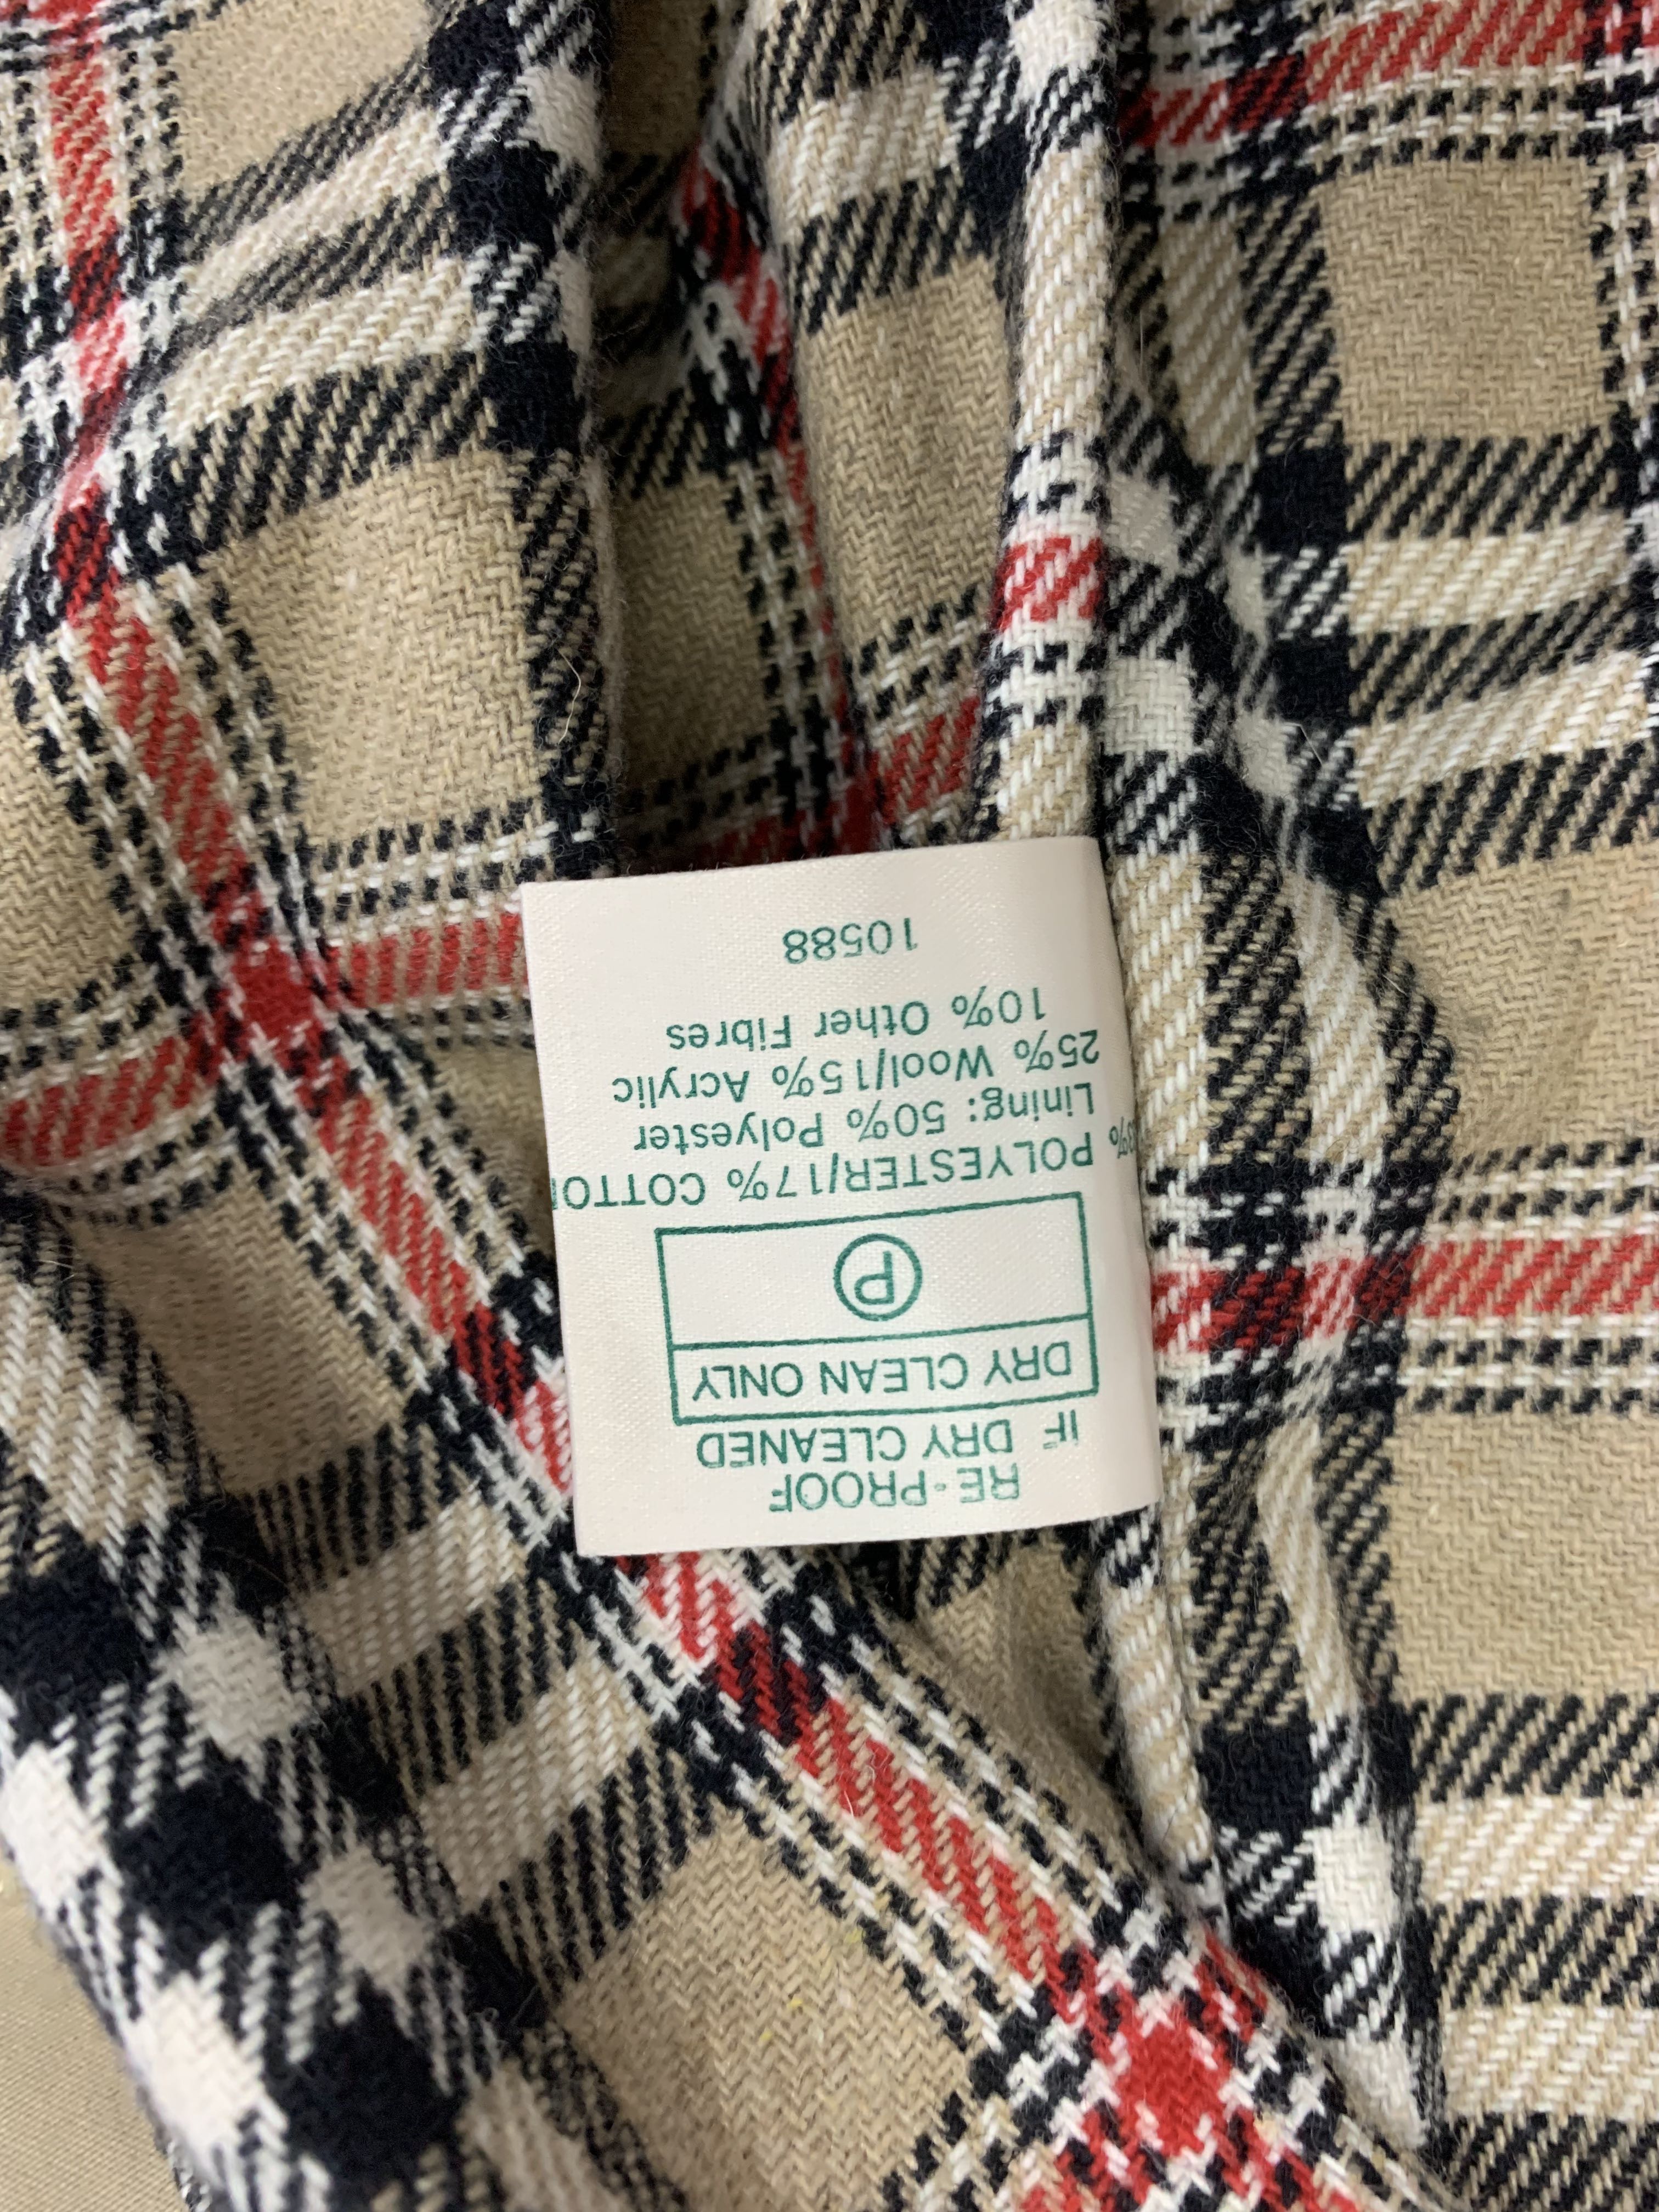 RE-PROOF
IF DRY CLEANED
DRY CLEAN ONLY
P
POLYESTER/17% COTTO
Lining: 50% Polyester
25% Wool/15% Acrylic
10% Other Fibres
10588